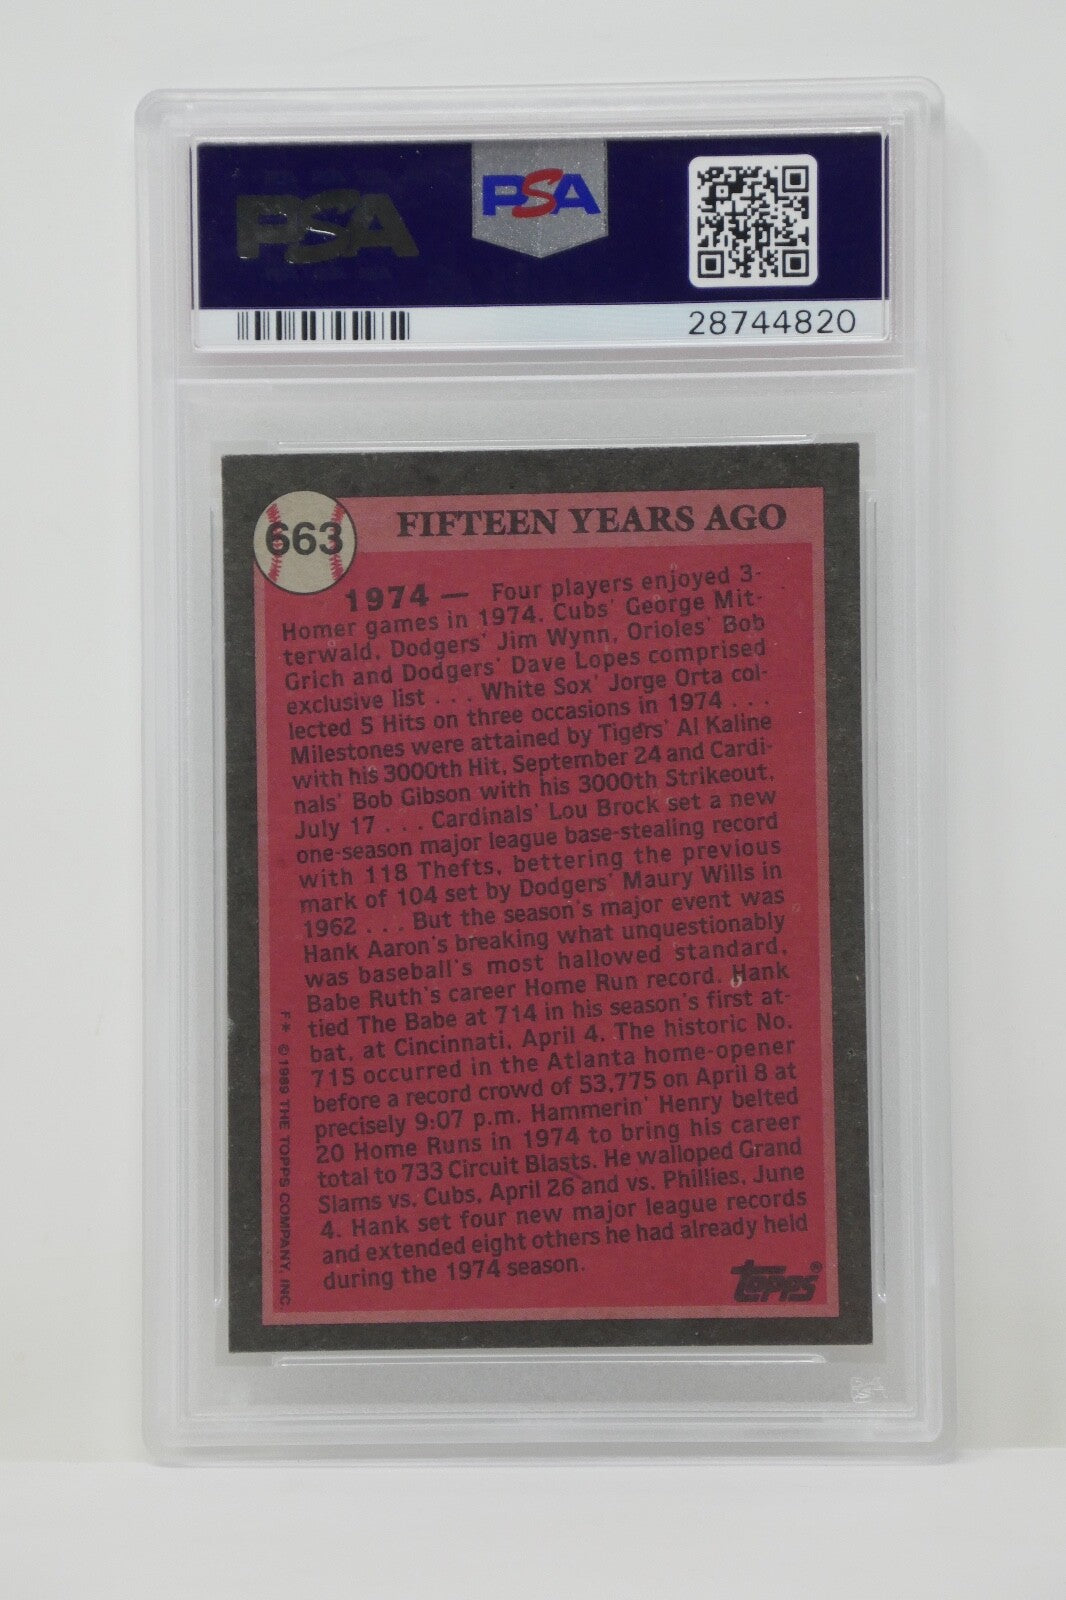 PSA
PSA
28744820
663
FIFTEEN YEARS AGO
1974 — Four players enjoyed 3-
Homer games in 1974. Cubs' George Mit-
terwald, Dodgers' Jim Wynn, Orioles' Bob
Grich and Dodgers' Dave Lopes comprised
exclusive list . . . White Sox' Jorge Orta col-
lected 5 Hits on three occasions in 1974 . . .
Milestones were attained by Tigers' Al Kaline
with his 3000th Hit, September 24 and Cardi-
nals' Bob Gibson with his 3000th Strikeout,
July 17 . . . Cardinals' Lou Brock set a new
one-season major league base-stealing record
with 118 Thefts, bettering the previous
mark of 104 set by Dodgers' Maury Wills in
1962 . . . But the season's major event was
Hank Aaron's breaking what unquestionably
was baseball's most hallowed standard,
Babe Ruth's career Home Run record. Hank
tied The Babe at 714 in his season's first at-
bat, at Cincinnati, April 4. The historic No.
715 occurred in the Atlanta home-opener
before a record crowd of 53,775 on April 8 at
precisely 9:07 p.m. Hammerin' Henry belted
20 Home Runs in 1974 to bring his career
total to 733 Circuit Blasts. He walloped Grand
Slams vs. Cubs, April 26 and vs. Phillies, June
4. Hank set four new major league records
and extended eight others he had already held
during the 1974 season.
F* © 1989 THE TOPPS COMPANY, INC.
topps®